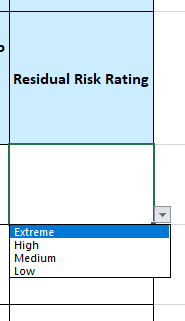 Residual Risk Rating
Extreme
High
Medium
Low